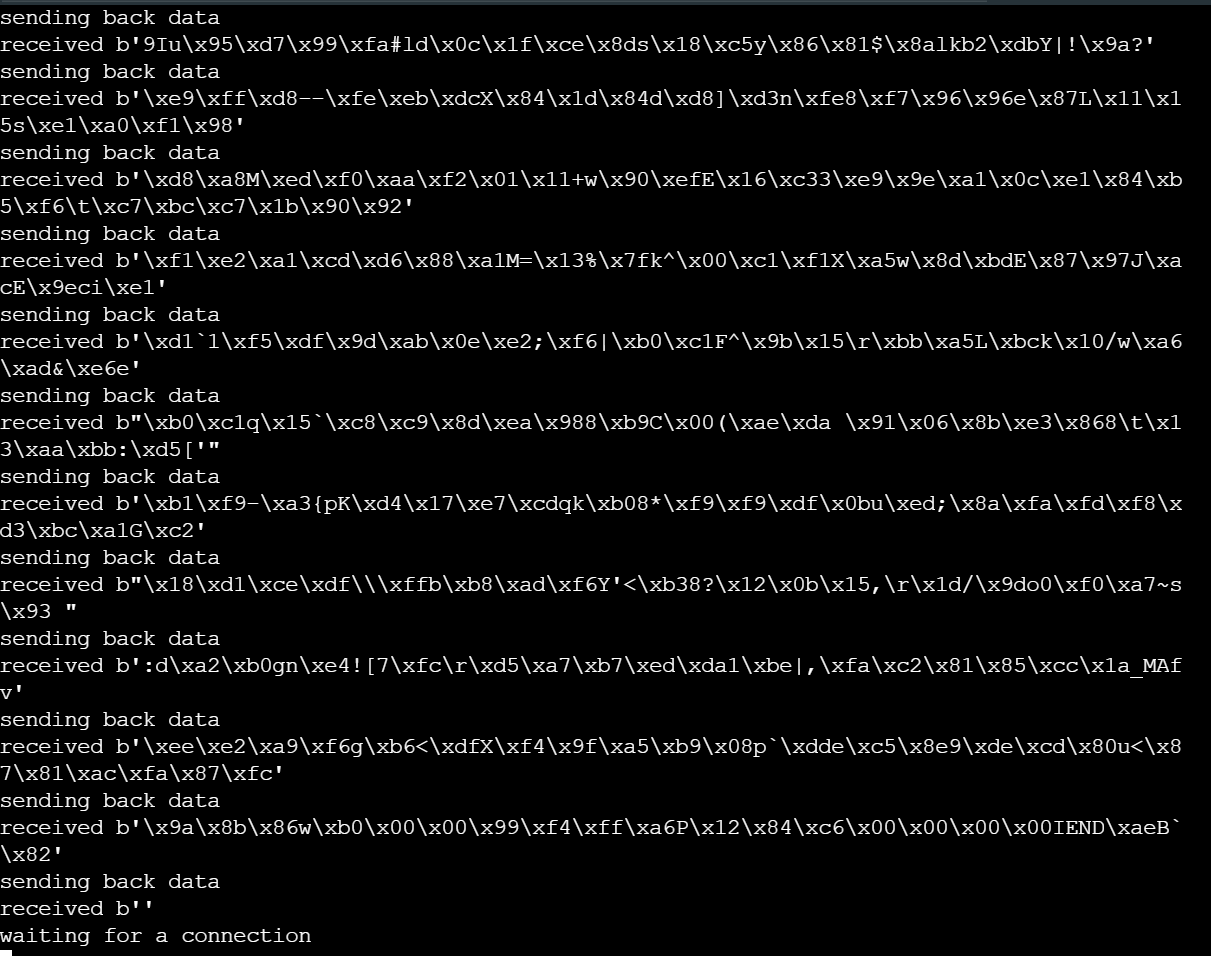 sending back data
received b'9Iu\x95\xd7\x99\xfa#ld\x0c\x1f\xce\x8ds\x18\xc5y\x86\x81$\x8alkb2\xdbY|!\x9a?'
sending back data
received b'\xe9\xff\xd8--\xfe\xeb\xdcX\x84\x1d\x84d\xd8]\xd3n\xfe8\xf7\x96\x96e\x87L\x11\x1
5s\xe1\xa0\xf1\x98'
sending back data
received b'\xd8\xa8M\xed\xf0\xaa\xf2\x01\x11+w\x90\xefE\x16\xc33\xe9\x9e\xa1\x0c\xe1\x84\xb
5\xf6\t\xc7\xbc\xc7\x1b\x90\x92'
sending back data
received b'\xf1\xe2\xa1\xcd\xd6\x88\xa1M=\x13%\x7fk^\x00\xc1\xf1X\xa5w\x8d\xbdE\x87\x97J\xa
cE\x9eci\xe1'
sending back data
received b'\xd1`l\xf5\xdf\x9d\xab\x0e\xe2;\xf6|\xb0\xc1F^\x9b\x15\r\xbb\xa5L\xbck\x10/w\xa6
\xad&\xe6e'
sending back data
received b"\xb0\xc1q\x15`\xc8\xc9\x8d\xea\x988\xb9C\x00(\xae\xda \x91\x06\x8b\xe3\x868\t\x1
3\xaa\xbb:\xd5['"
sending back data
received b'\xb1\xf9-\xa3{pK\xd4\x17\xe7\xcdqk\xb08*\xf9\xf9\xdf\x0bu\xed;\x8a\xfa\xfd\xf8\x
d3\xbc\xa1G\xc2'
sending back data
received b"\x18\xd1\xce\xdf\\\xffb\xb8\xad\xf6Y'<\xb38?\x12\x0b\x15,\r\x1d/\x9do0\xf0\xa7~s
\x93 "
sending back data
received b':d\xa2\xb0gn\xe4![7\xfc\r\xd5\xa7\xb7\xed\xda1\xbe|,\xfa\xc2\x81\x85\xcc\x1a_MAf
v'
sending back data
received b'\xee\xe2\xa9\xf6g\xb6<\xdfX\xf4\x9f\xa5\xb9\x08p`\xdde\xc5\x8e9\xde\xcd\x80u<\x8
7\x81\xac\xfa\x87\xfc'
sending back data
received b'\x9a\x8b\x86w\xb0\x00\x00\x99\xf4\xff\xa6P\x12\x84\xc6\x00\x00\x00\x00IEND\xaeB`
\x82'
sending back data
received b''
waiting for a connection